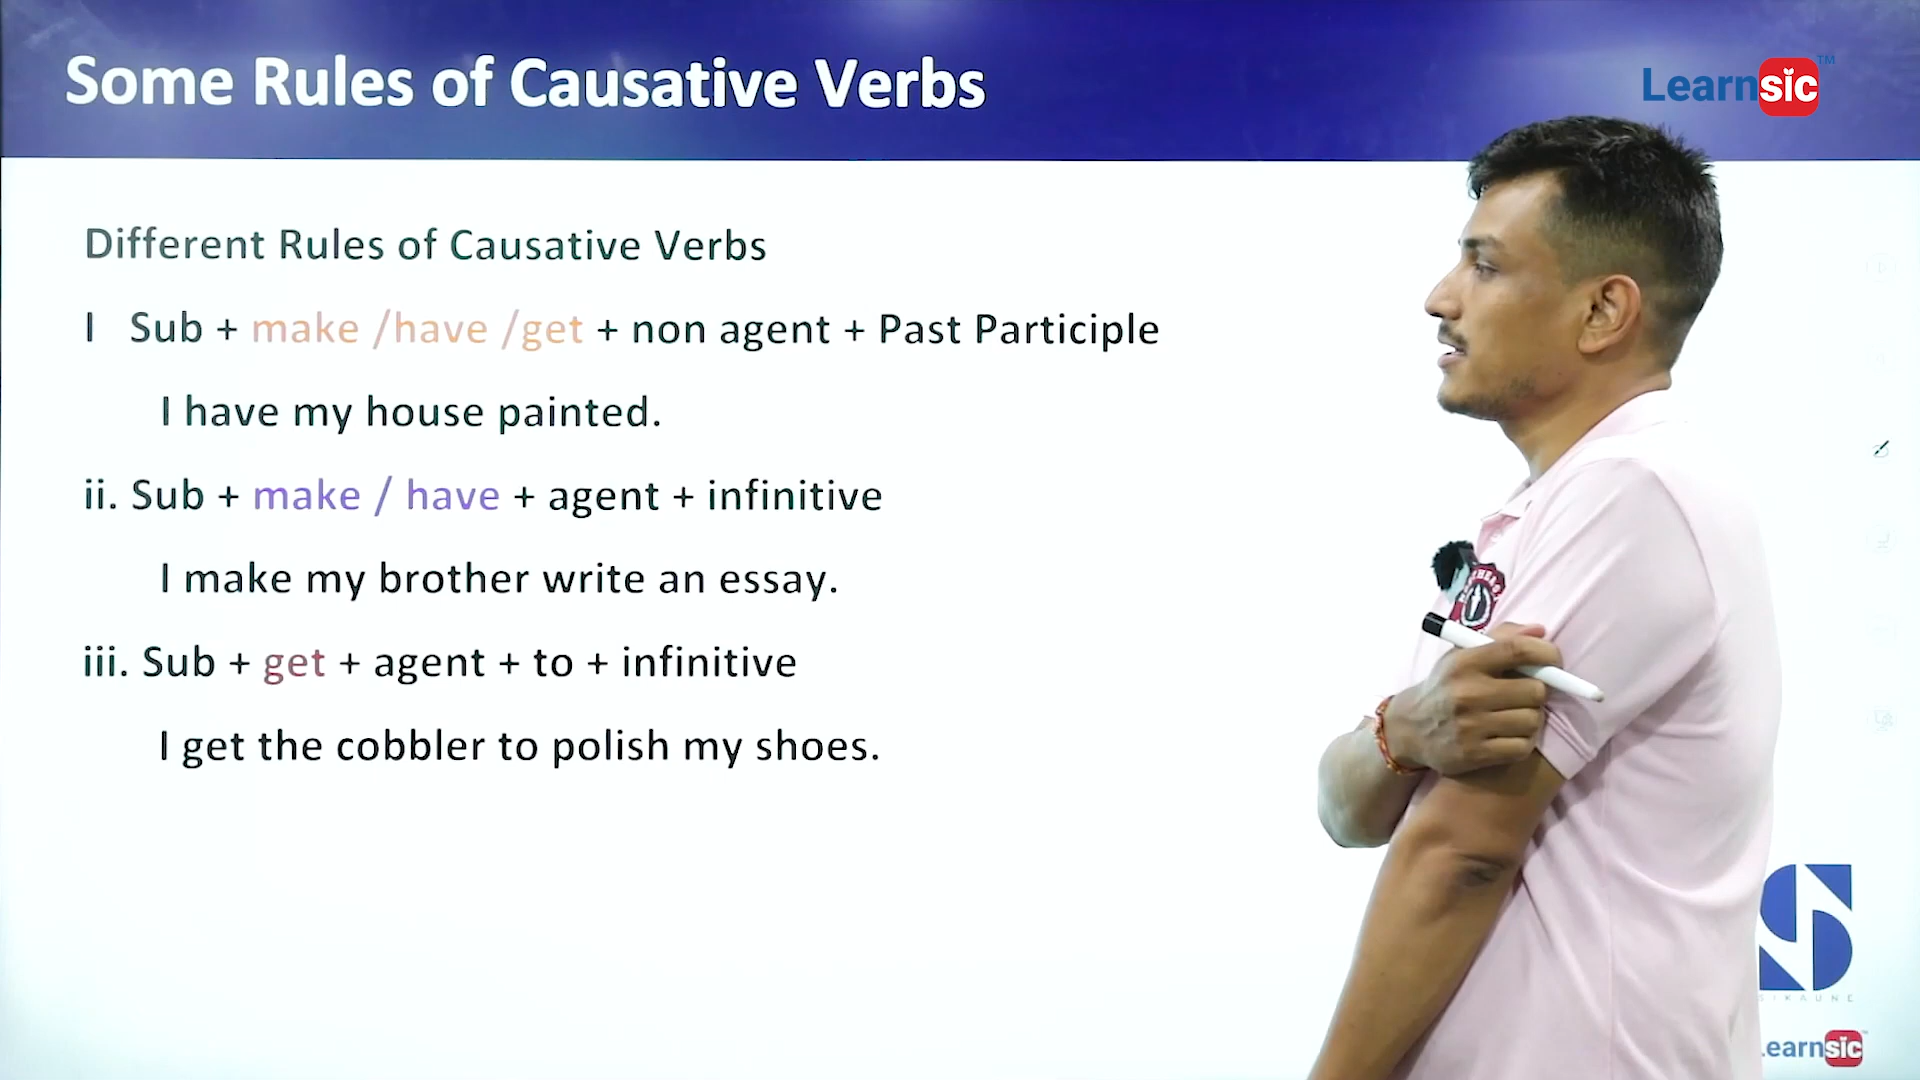 Some Rules of Causative Verbs
Learnsic™
Different Rules of Causative Verbs
I Sub + make /have /get + non agent + Past Participle
I have my house painted.
ii. Sub + make / have + agent + infinitive
I make my brother write an essay.
iii. Sub + get + agent + to + infinitive
I get the cobbler to polish my shoes.
SIKAUNE
Learnsic